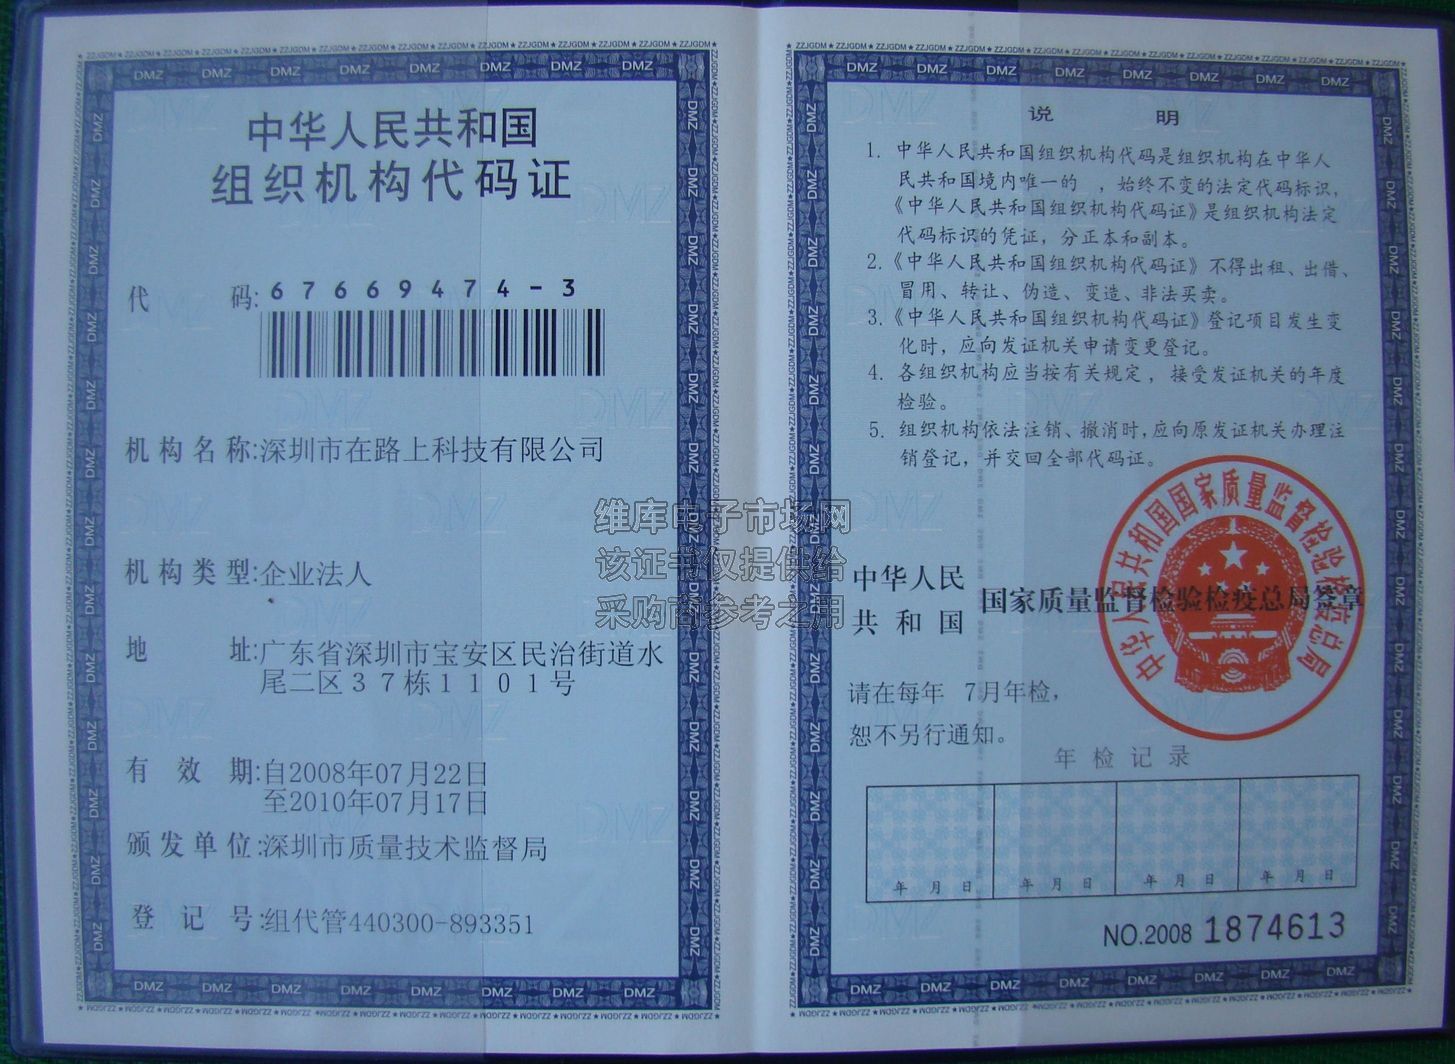 中华人民共和国
组织机构代码证
代 码:67669474-3
机构名称:深圳市在路上科技有限公司
机构类型:企业法人
地 址:广东省深圳市宝安区民治街道水
尾二区37栋1101号
有 效 期:自2008年07月22日
至2010年07月17日
颁发单位:深圳市质量技术监督局
登 记 号:组代管440300-893351
说 明
1. 中华人民共和国组织机构代码是组织机构在中华人
民共和国境内唯一的 ，始终不变的法定代码标识，
《中华人民共和国组织机构代码证》是组织机构法定
代码标识的凭证，分正本和副本。
2.《中华人民共和国组织机构代码证》不得出租、出借、
冒用、转让、伪造、变造、非法买卖。
3.《中华人民共和国组织机构代码证》登记项目发生变
化时，应向发证机关申请变更登记。
4. 各组织机构应当按有关规定，接受发证机关的年度
检验。
5. 组织机构依法注销、撤消时，应向原发证机关办理注
销登记，并交回全部代码证。
中华人民
共和国 国家质量监督检验检疫总局签章
中华人民共和国国家质量监督检验检疫总局
请在每年 7月年检，
恕不另行通知。
年检记录
年 月 日 年 月 日 年 月 日 年 月 日
NO.2008 1874613
维库电子市场网
该证书仅提供给
采购商参考之用